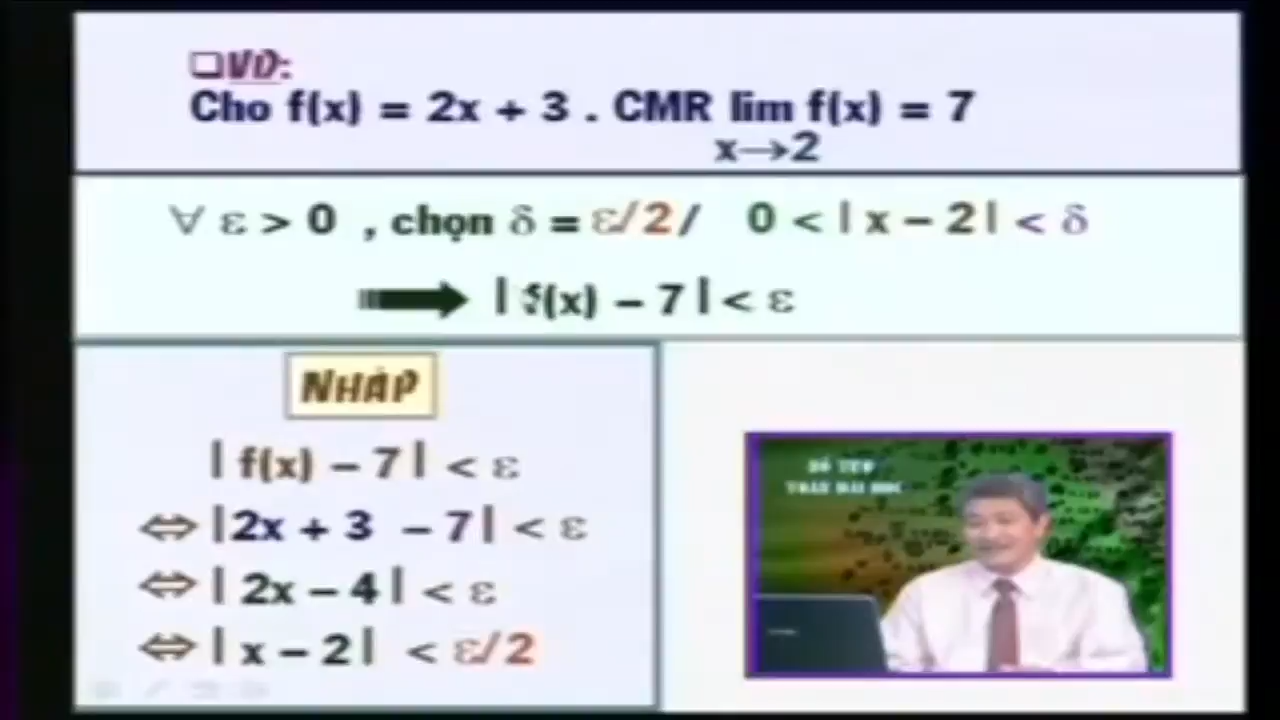 ❑VD:
Cho f(x) = 2x + 3 . CMR lim f(x) = 7
x→2
∀ ε > 0 , chọn δ = ε/2 / 0 < | x – 2 | < δ
| f(x) – 7 | < ε
NHÁP
| f(x) – 7 | < ε
⇔ | 2x + 3 – 7 | < ε
⇔ | 2x – 4 | < ε
⇔ | x – 2 | < ε/2